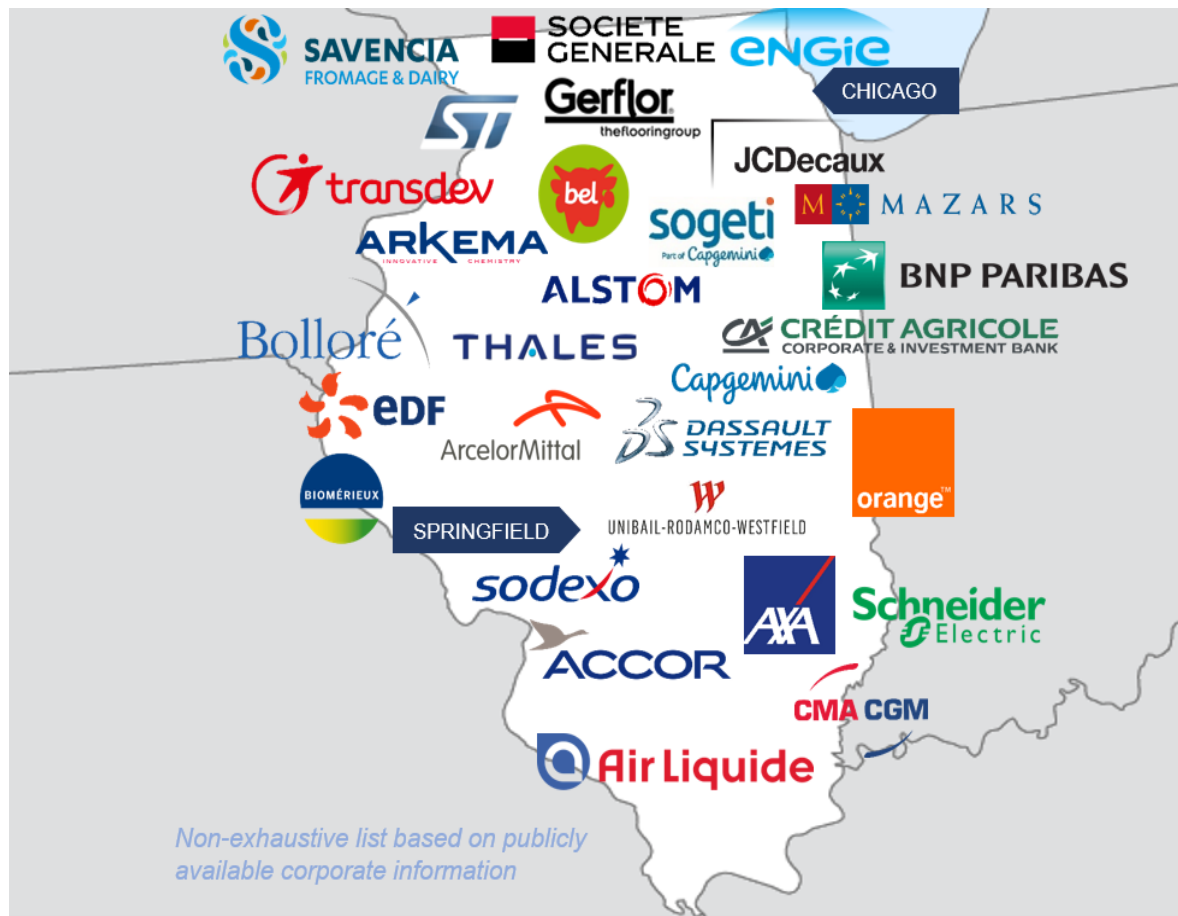 SAVENCIA
FROMAGE & DAIRY
SOCIETE
GENERALE
ENGIE
CHICAGO
ST
Gerflor
theflooringgroup
JCDecaux
transdev
bel
sogeti
Part of Capgemini
M MAZARS
ARKEMA
INNOVATIVE CHEMISTRY
ALSTOM
BNP PARIBAS
Bolloré
THALES
CA CRÉDIT AGRICOLE
CORPORATE & INVESTMENT BANK
Capgemini
eDF
ArcelorMittal
3DS DASSAULT
SYSTEMES
orange™
BIOMÉRIEUX
SPRINGFIELD
W
UNIBAIL-RODAMCO-WESTFIELD
sodexo
AXA
Schneider
Electric
ACCOR
CMA CGM
Air Liquide
Non-exhaustive list based on publicly
available corporate information